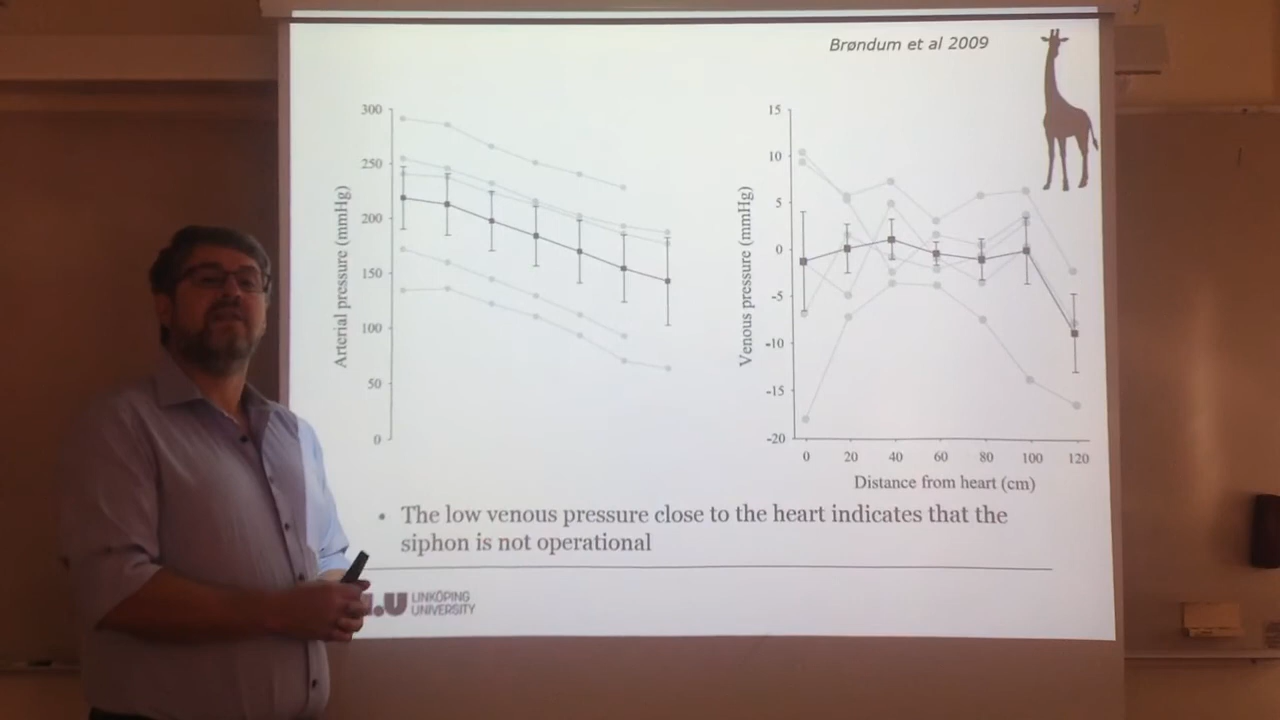 Brøndum et al 2009
300
250
200
150
100
50
0
Arterial pressure (mmHg)
15
10
5
0
-5
-10
-15
-20
Venous pressure (mmHg)
0 20 40 60 80 100 120
Distance from heart (cm)
• The low venous pressure close to the heart indicates that the
siphon is not operational
LINKÖPING
UNIVERSITY